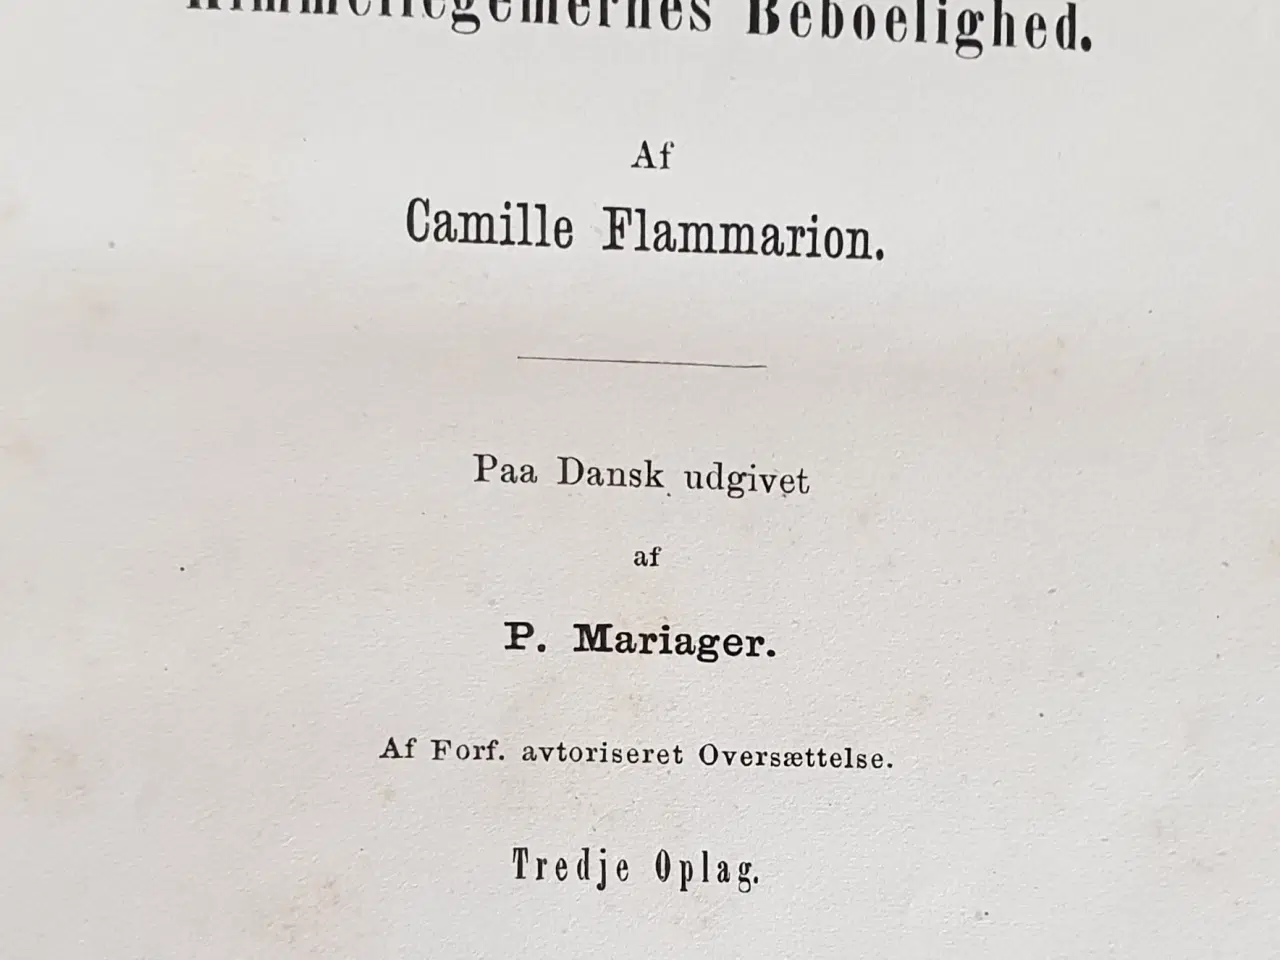 Himmellegemernes Beboelighed.
Af
Camille Flammarion.
Paa Dansk udgivet
af
P. Mariager.
Af Forf. avtoriseret Oversættelse.
Tredje Oplag.